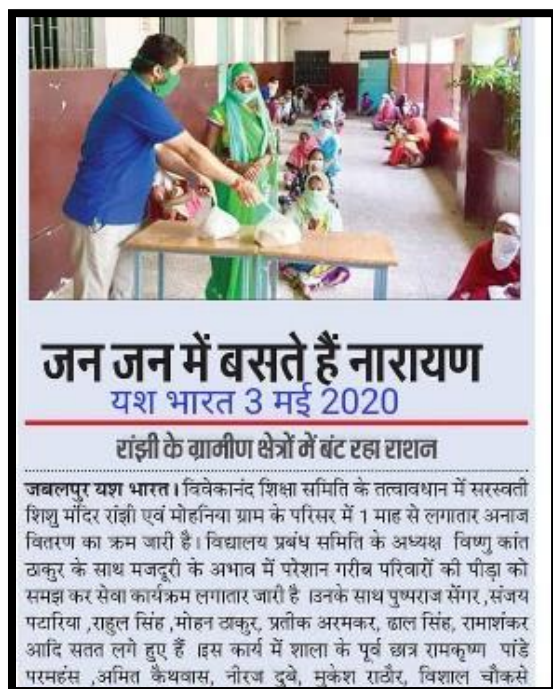 जन जन में बसते हैं नारायण
यश भारत 3 मई 2020
रांझी के ग्रामीण क्षेत्रों में बंट रहा राशन
जबलपुर यश भारत। विवेकानंद शिक्षा समिति के तत्वावधान में सरस्वती
शिशु मंदिर रांझी एवं मोहनिया ग्राम के परिसर में 1 माह से लगातार अनाज
वितरण का क्रम जारी है। विद्यालय प्रबंध समिति के अध्यक्ष विष्णु कांत
ठाकुर के साथ मजदूरी के अभाव में परेशान गरीब परिवारों की पीड़ा को
समझ कर सेवा कार्यक्रम लगातार जारी है ।उनके साथ पुष्पराज सेंगर ,संजय
पटारिया ,राहुल सिंह ,मोहन ठाकुर, प्रतीक अरमकर, ढाल सिंह, रामाशंकर
आदि सतत लगे हुए हैं ।इस कार्य में शाला के पूर्व छात्र रामकृष्ण पांडे
परमहंस ,अमित कैथवास, नीरज दुबे, मुकेश राठौर, विशाल चौकसे